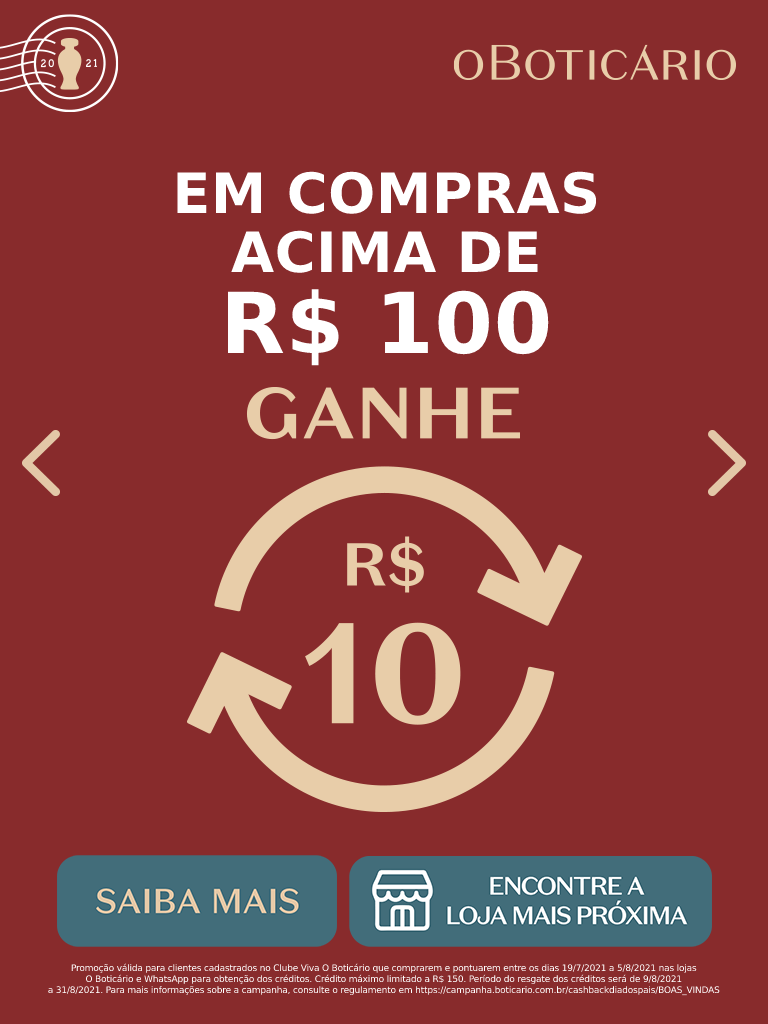 20 21
OBOTICÁRIO
EM COMPRAS
ACIMA DE
R$ 100
GANHE
R$
10
SAIBA MAIS
ENCONTRE A
LOJA MAIS PRÓXIMA
Promoção válida para clientes cadastrados no Clube Viva O Boticário que comprarem e pontuarem entre os dias 19/7/2021 a 5/8/2021 nas lojas
O Boticário e WhatsApp para obtenção dos créditos. Crédito máximo limitado a R$ 150. Período do resgate dos créditos será de 9/8/2021
a 31/8/2021. Para mais informações sobre a campanha, consulte o regulamento em https://campanha.boticario.com.br/cashbackdiadospais/BOAS_VINDAS